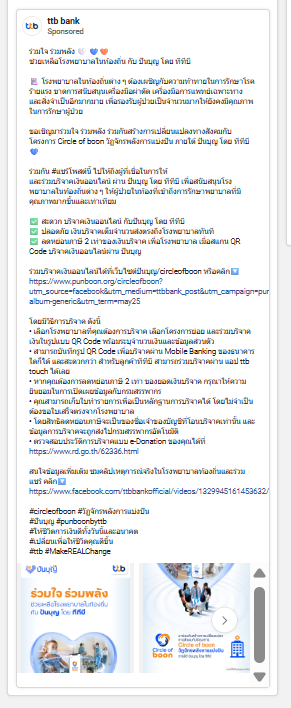 ttb bank
Sponsored
ร่วมใจ ร่วมพลัง 🤍 💙 🧡
ช่วยเหลือโรงพยาบาลในท้องถิ่น กับ ปันบุญ โดย ทีทีบี
🏥 โรงพยาบาลในท้องถิ่นต่าง ๆ ต้องเผชิญกับความท้าทายในการรักษาโรค
ร้ายแรง ขาดการสนับสนุนเครื่องมือผ่าตัด เครื่องมือการแพทย์เฉพาะทาง
และสิ่งจำเป็นอีกมากมาย เพื่อรองรับผู้ป่วยเป็นจำนวนมากให้ยังคงมีคุณภาพ
ในการรักษาผู้ป่วย
ขอเชิญมาร่วมใจ ร่วมพลัง ร่วมกันสร้างการเปลี่ยนแปลงทางสังคมกับ
โครงการ Circle of boon วัฏจักรพลังการแบ่งปัน ภายใต้ ปันบุญ โดย ทีทีบี
💙
ร่วมกัน #แชร์โพสต์นี้ ไปให้ถึงผู้ที่เชื่อในการให้
และร่วมบริจาคเงินออนไลน์ ผ่าน ปันบุญ โดย ทีทีบี เพื่อสนับสนุนโรง
พยาบาลในท้องถิ่นต่าง ๆ ให้ผู้ป่วยในท้องที่เข้าถึงการรักษาพยาบาลที่มี
คุณภาพมากขึ้นและเท่าเทียม
✅ สะดวก บริจาคเงินออนไลน์ กับปันบุญ โดย ทีทีบี
✅ ปลอดภัย เงินบริจาคเต็มจำนวนส่งตรงถึงโรงพยาบาลทันที
✅ ลดหย่อนภาษี 2 เท่าของเงินบริจาค เพื่อโรงพยาบาล เมื่อสแกน QR
Code บริจาคเงินออนไลน์ผ่าน ปันบุญ
ร่วมบริจาคเงินออนไลน์ได้ที่เว็บไซต์ปันบุญ/circleofboon หรือคลิก🔽
https://www.punboon.org/circleofboon?
utm_source=facebook&utm_medium=ttbbank_post&utm_campaign=pun
album-generic&utm_term=may25
โดยมีวิธีการบริจาค ดังนี้
• เลือกโรงพยาบาลที่คุณต้องการบริจาค เลือกโครงการย่อย และร่วมบริจาค
เงินในรูปแบบ QR Code พร้อมระบุจำนวนเงินและข้อมูลส่วนตัว
• สามารถบันทึกรูป QR Code เพื่อบริจาคผ่าน Mobile Banking ของธนาคาร
ใดก็ได้ และสะดวกกว่า สำหรับลูกค้าทีทีบี สามารถร่วมบริจาคผ่าน แอป ttb
touch ได้เลย
• หากคุณต้องการลดหย่อนภาษี 2 เท่า ของยอดเงินบริจาค กรุณาให้ความ
ยินยอมในการเปิดเผยข้อมูลกับกรมสรรพากร
• คุณสามารถเก็บใบทำรายการเพื่อเป็นหลักฐานการบริจาคได้ โดยไม่จำเป็น
ต้องขอใบเสร็จตรงจากโรงพยาบาล
• โดยสิทธิลดหย่อนภาษีจะเป็นของชื่อเจ้าของบัญชีที่โอนบริจาคเท่านั้น และ
ข้อมูลการบริจาคจะถูกส่งไปกรมสรรพากรอัตโนมัติ
• ตรวจสอบประวัติการบริจาคแบบ e-Donation ของคุณได้ที่
https://www.rd.go.th/62336.html
สนใจข้อมูลเพิ่มเติม ชมคลิปเหตุการณ์จริงในโรงพยาบาลท้องถิ่นและร่วม
แชร์ คลิก🔽
https://www.facebook.com/ttbbankofficial/videos/1329945161453632/
#circleofboon #วัฏจักรพลังการแบ่งปัน
#ปันบุญ #punboonbyttb
#ให้ชีวิตการเงินดีทั้งวันนี้และอนาคต
#เปลี่ยนเพื่อให้ชีวิตคุณดีขึ้น
#ttb #MakeREALChange
ปันบุญ
ttb
ร่วมใจ ร่วมพลัง
ช่วยเหลือโรงพยาบาลในท้องถิ่น
กับ ปันบุญ โดย ทีทีบี
Circle of
boon
Circle of boon
วัฏจักรพลังการแบ่งปัน